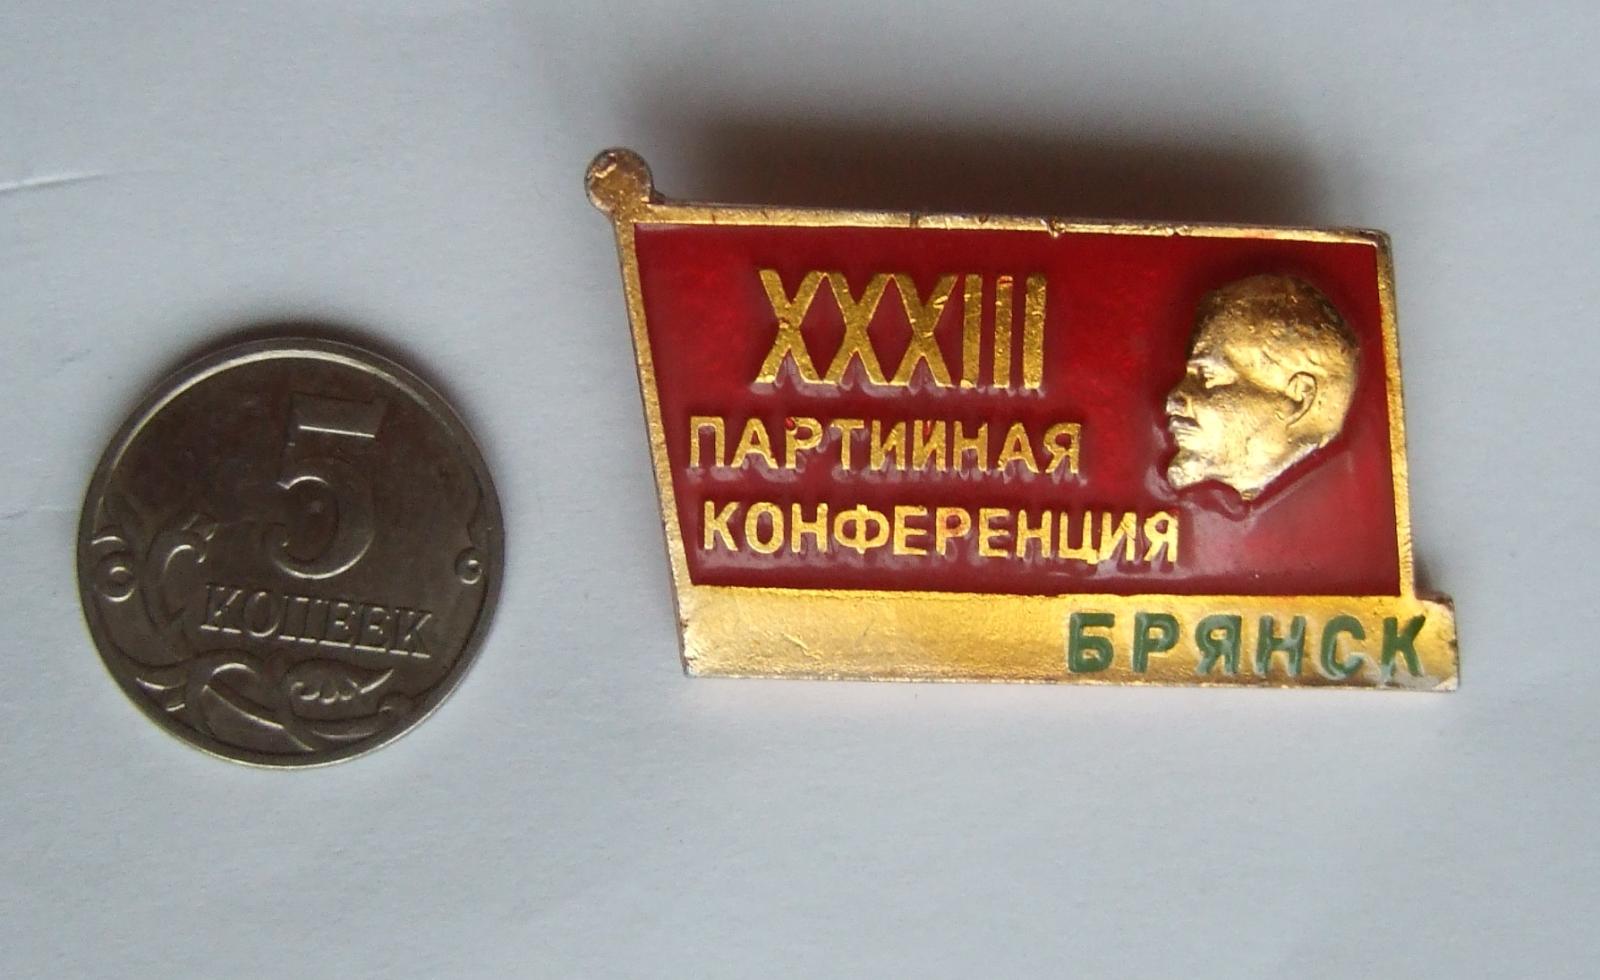 5
КОПЕЕК
XXXIII
ПАРТИЙНАЯ
КОНФЕРЕНЦИЯ
БРЯНСК